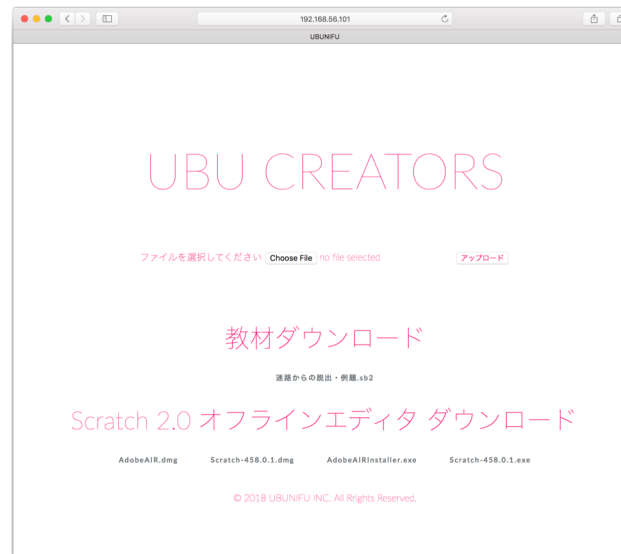 192.168.56.101
UBUNIFU
UBU CREATORS
ファイルを選択してください Choose File no file selected アップロード
教材ダウンロード
迷路からの脱出・例題.sb2
Scratch 2.0 オフラインエディタ ダウンロード
AdobeAIR.dmg Scratch-458.0.1.dmg AdobeAIRInstaller.exe Scratch-458.0.1.exe
© 2018 UBUNIFU INC. All Rrights Reserved.